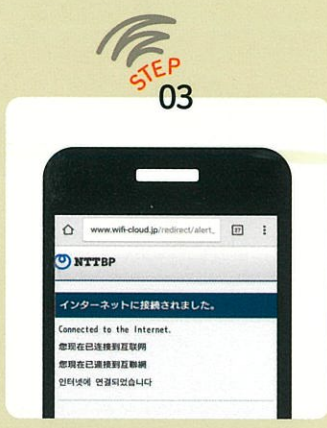 STEP
03
www.wifi-cloud.jp/redirect/alert_
NTTBP
インターネットに接続されました。
Connected to the Internet.
您现在已连接到互联网
您現在已連接到互聯網
인터넷에 연결되었습니다